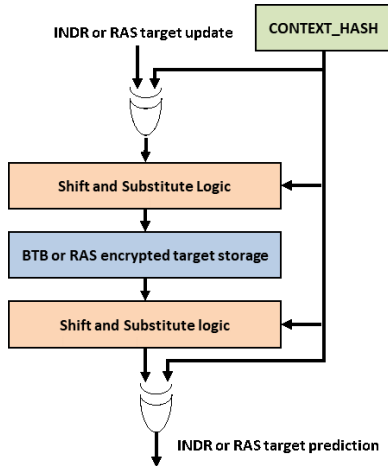 INDR or RAS target update
CONTEXT_HASH
Shift and Substitute Logic
BTB or RAS encrypted target storage
Shift and Substitute logic
INDR or RAS target prediction